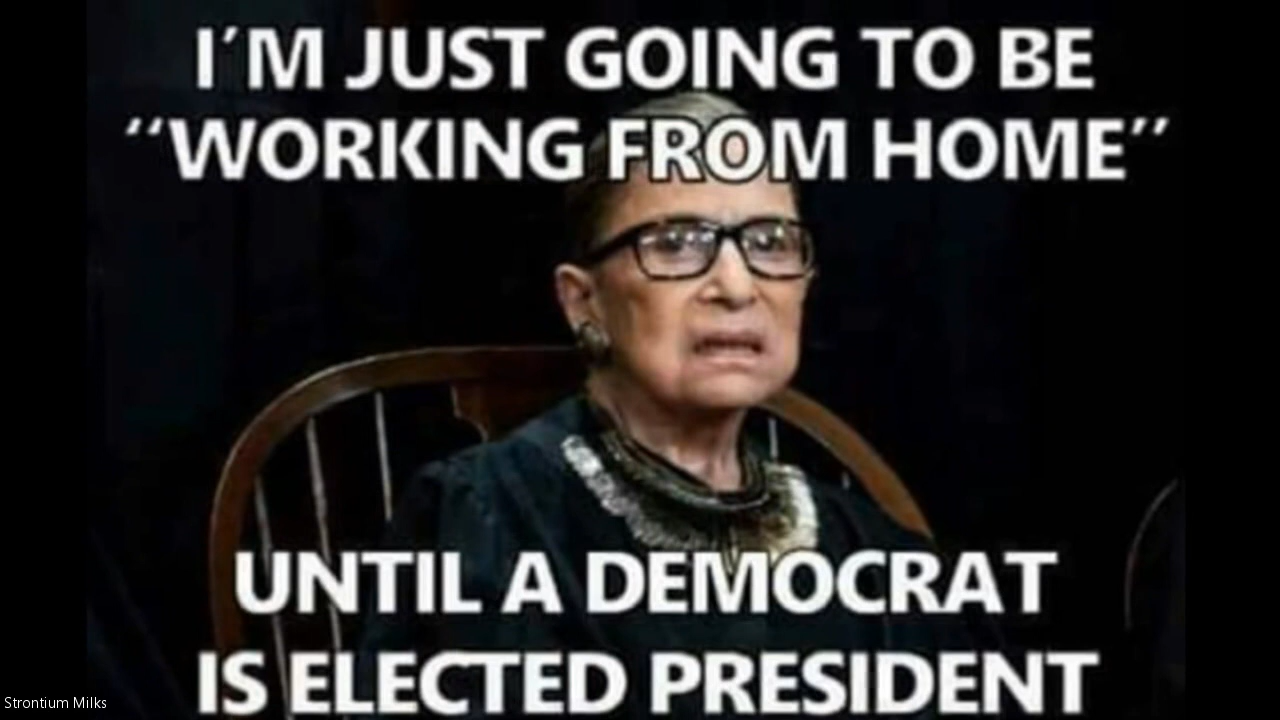 I´M JUST GOING TO BE
“WORKING FROM HOME”
UNTIL A DEMOCRAT
IS ELECTED PRESIDENT
Strontium Milks